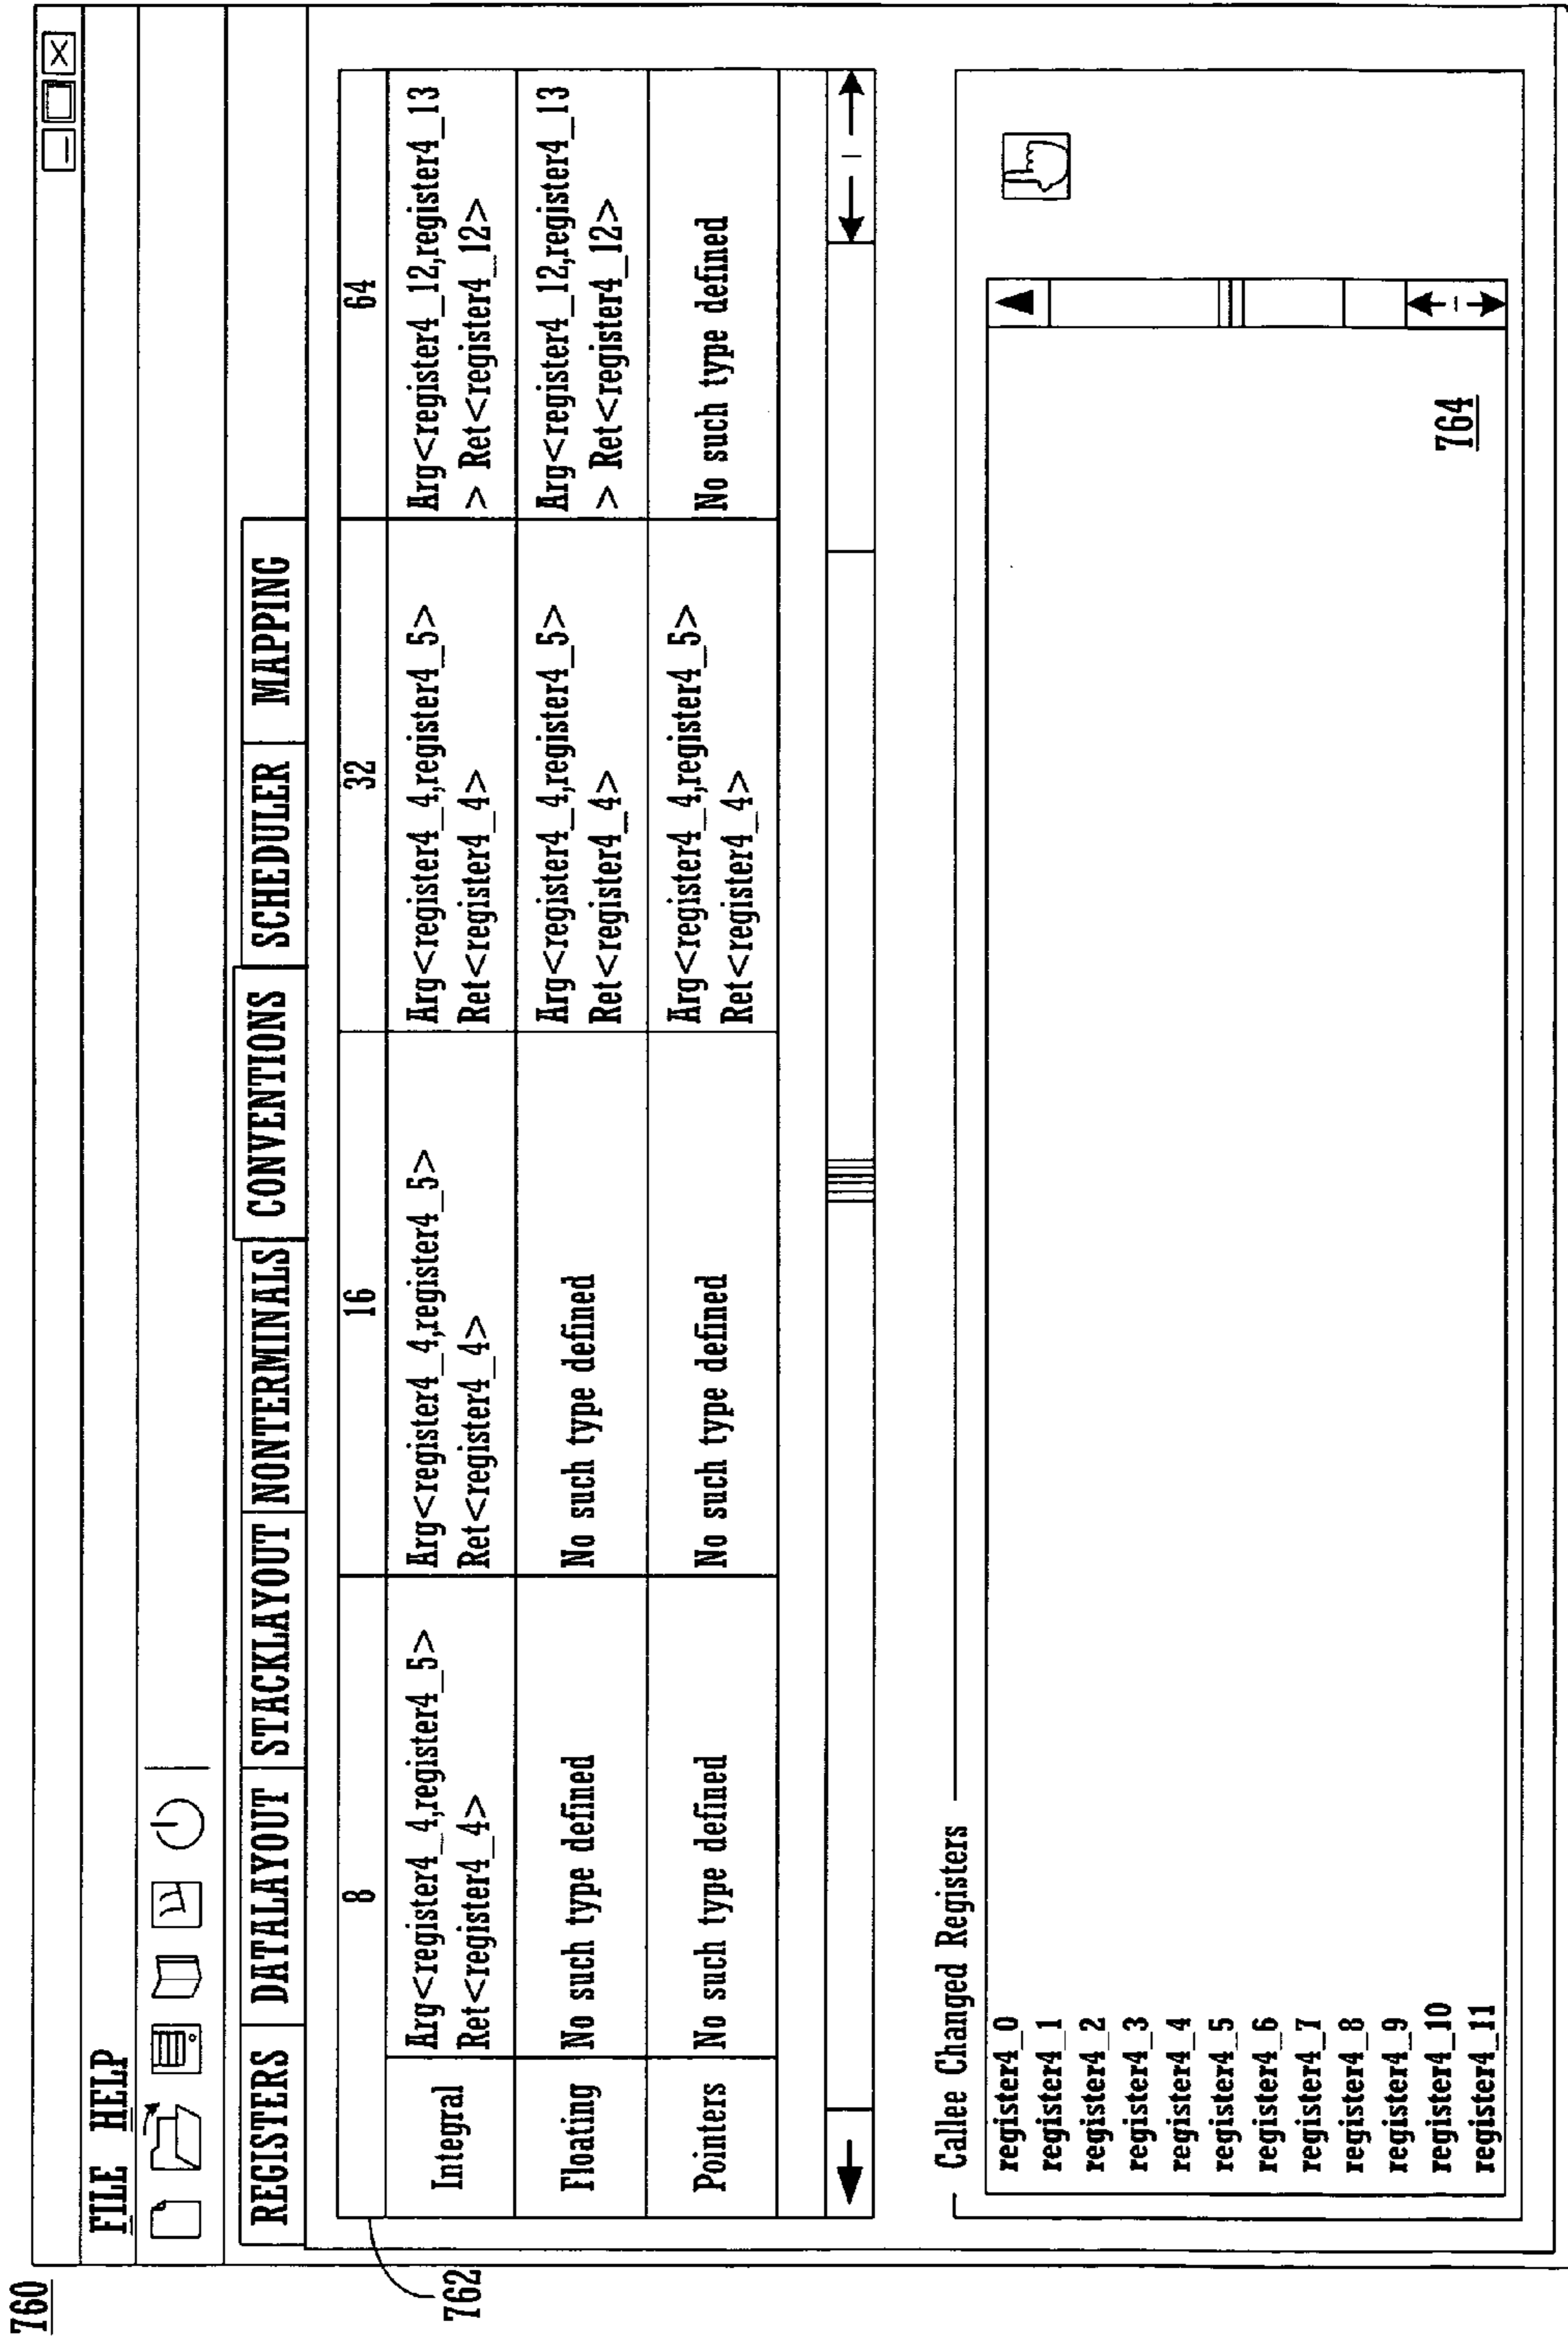 760
FILE HELP
REGISTERS DATALAYOUT STACKLAYOUT NONTERMINALS CONVENTIONS SCHEDULER MAPPING
762
8 16 32 64
Integral Arg<register4_4,register4_5> Arg<register4_4,register4_5> Arg<register4_4,register4_5> Arg<register4_12,register4_13
Ret<register4_4> Ret<register4_4> Ret<register4_4> > Ret<register4_12>
Floating No such type defined No such type defined Arg<register4_4,register4_5> Arg<register4_12,register4_13
Ret<register4_4> > Ret<register4_12>
Pointers No such type defined No such type defined Arg<register4_4,register4_5> No such type defined
Ret<register4_4>
Callee Changed Registers
register4_0
register4_1
register4_2
register4_3
register4_4
register4_5
register4_6
register4_7
register4_8
register4_9
register4_10
register4_11
764